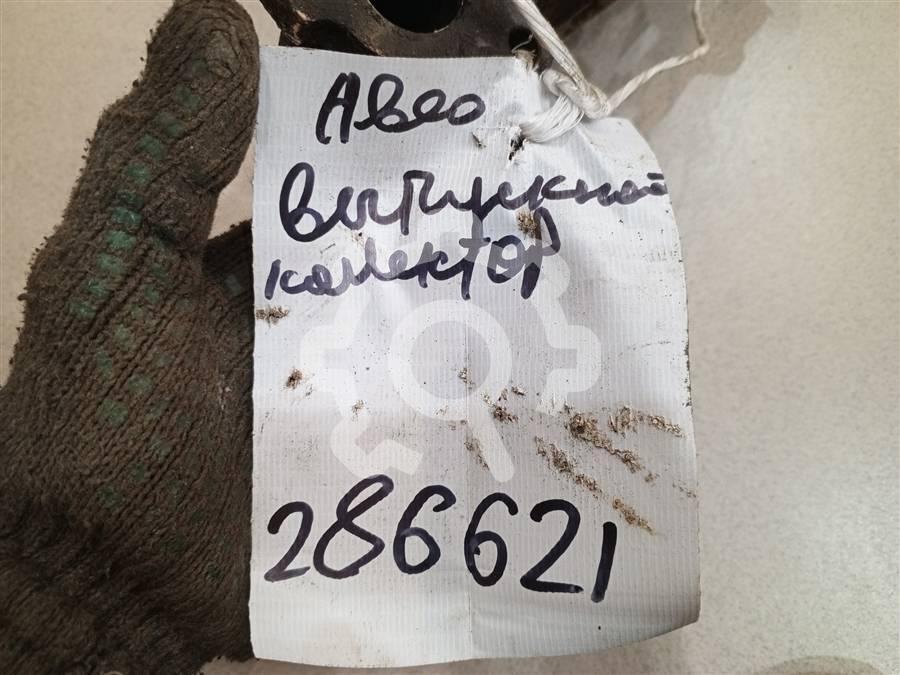 Авео
выпускной
коллектор
286621